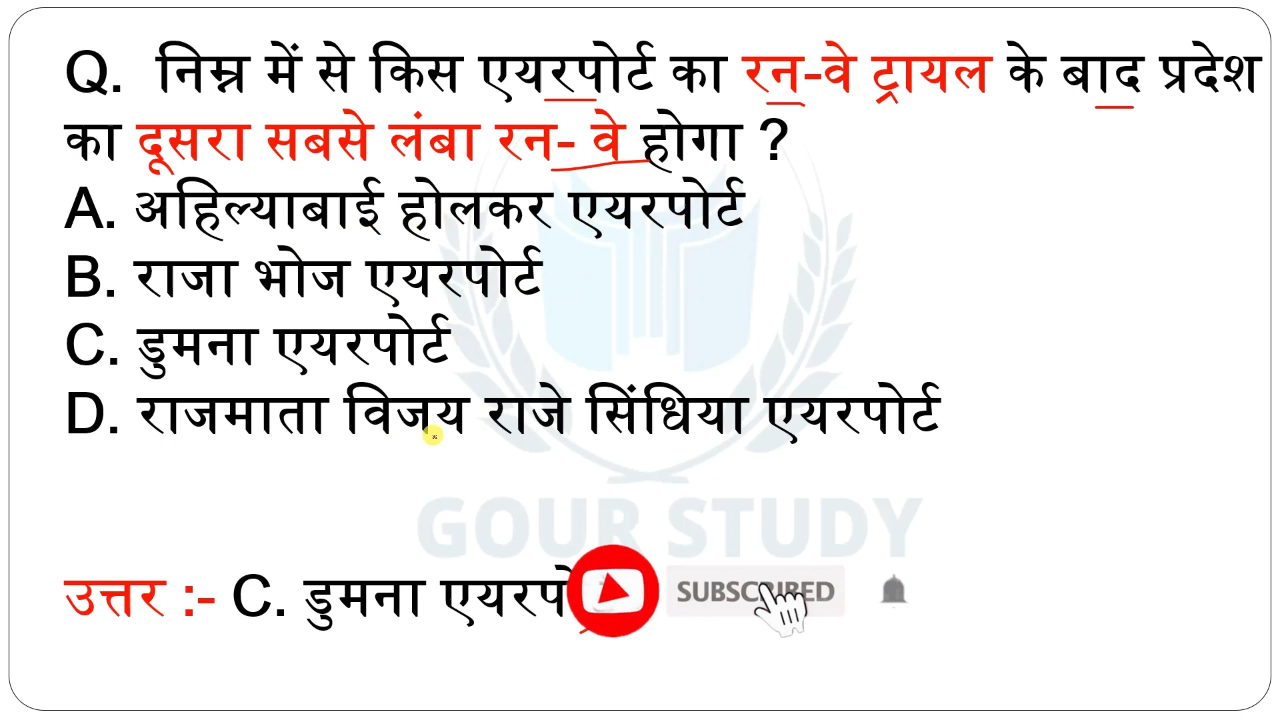 Q. निम्न में से किस एयरपोर्ट का रन-वे ट्रायल के बाद प्रदेश
का दूसरा सबसे लंबा रन- वे होगा ?
A. अहिल्याबाई होलकर एयरपोर्ट
B. राजा भोज एयरपोर्ट
C. डुमना एयरपोर्ट
D. राजमाता विजय राजे सिंधिया एयरपोर्ट
GOUR STUDY
उत्तर :- C. डुमना
SUBSCRIBED